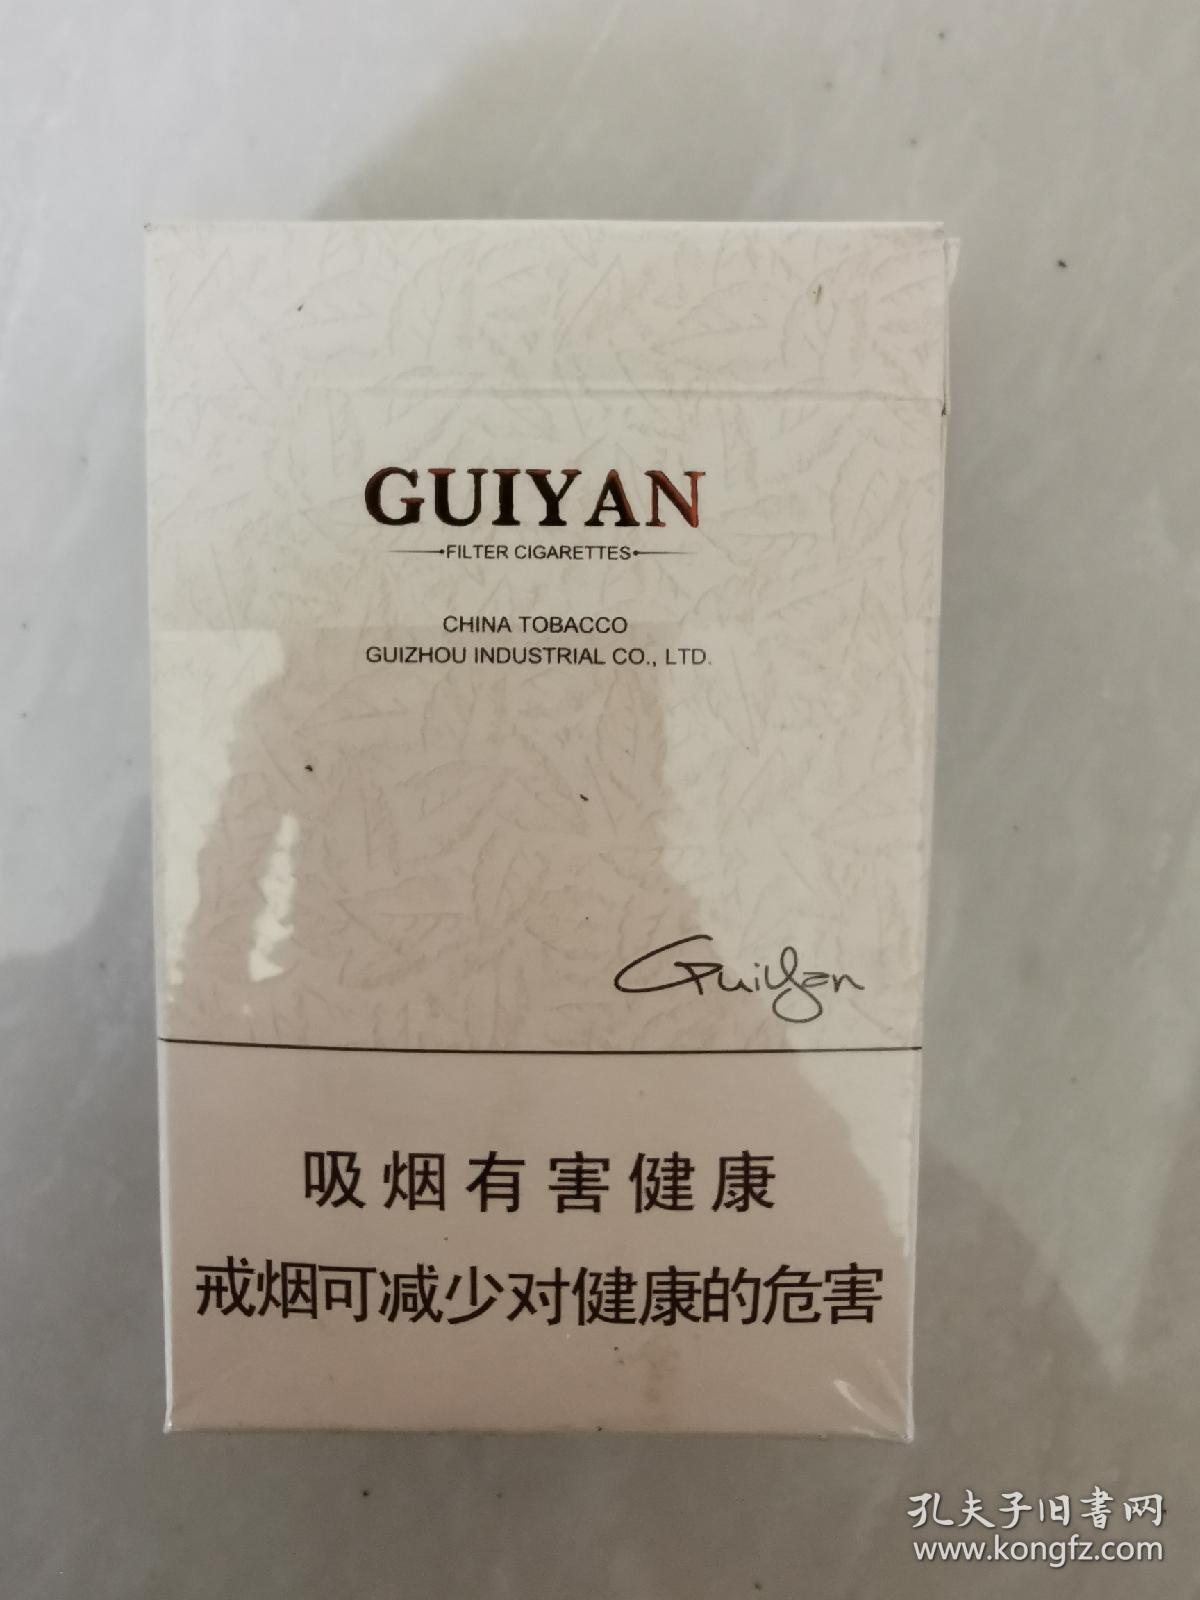 GUIYAN
FILTER CIGARETTES
CHINA TOBACCO
GUIZHOU INDUSTRIAL CO., LTD.
GuiYan
吸烟有害健康
戒烟可减少对健康的危害
孔夫子旧书网
www.kongfz.com